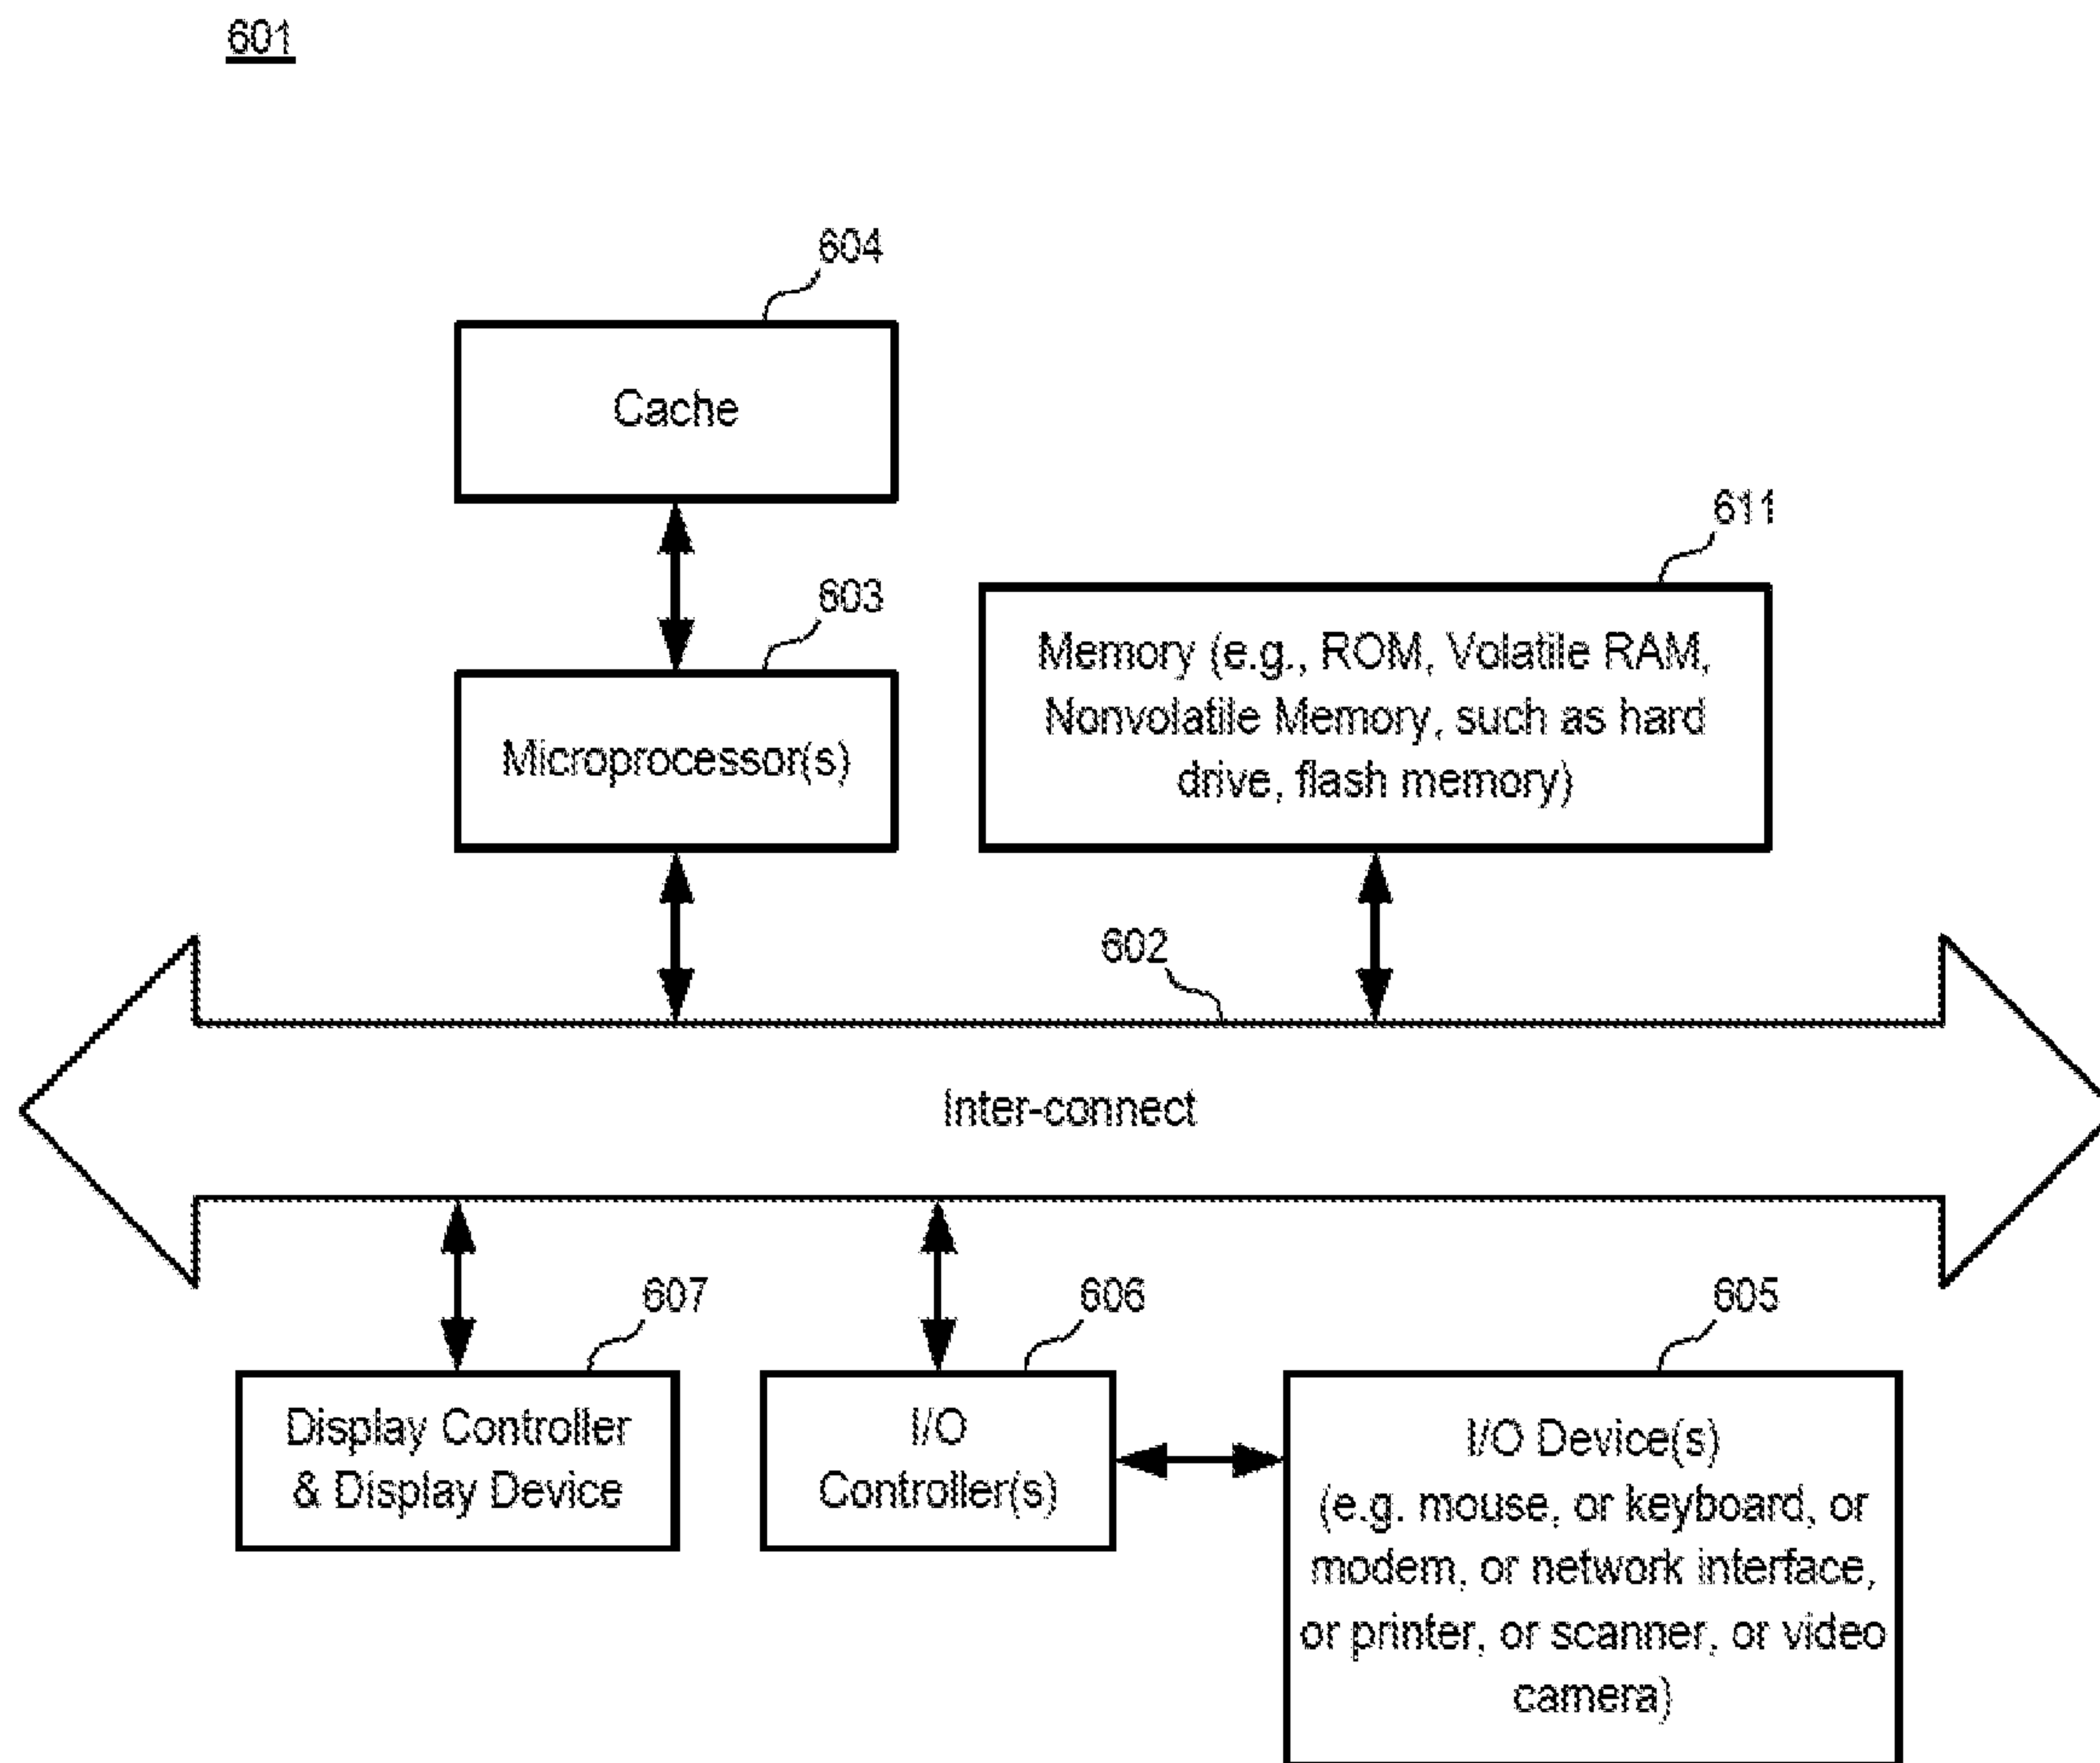 601
604
Cache
611
603
Memory (e.g., ROM, Volatile RAM,
Nonvolatile Memory, such as hard
drive, flash memory)
Microprocessor(s)
602
Inter-connect
607
606
605
Display Controller
& Display Device
I/O
Controller(s)
I/O Device(s)
(e.g. mouse, or keyboard, or
modem, or network interface,
or printer, or scanner, or video
camera)